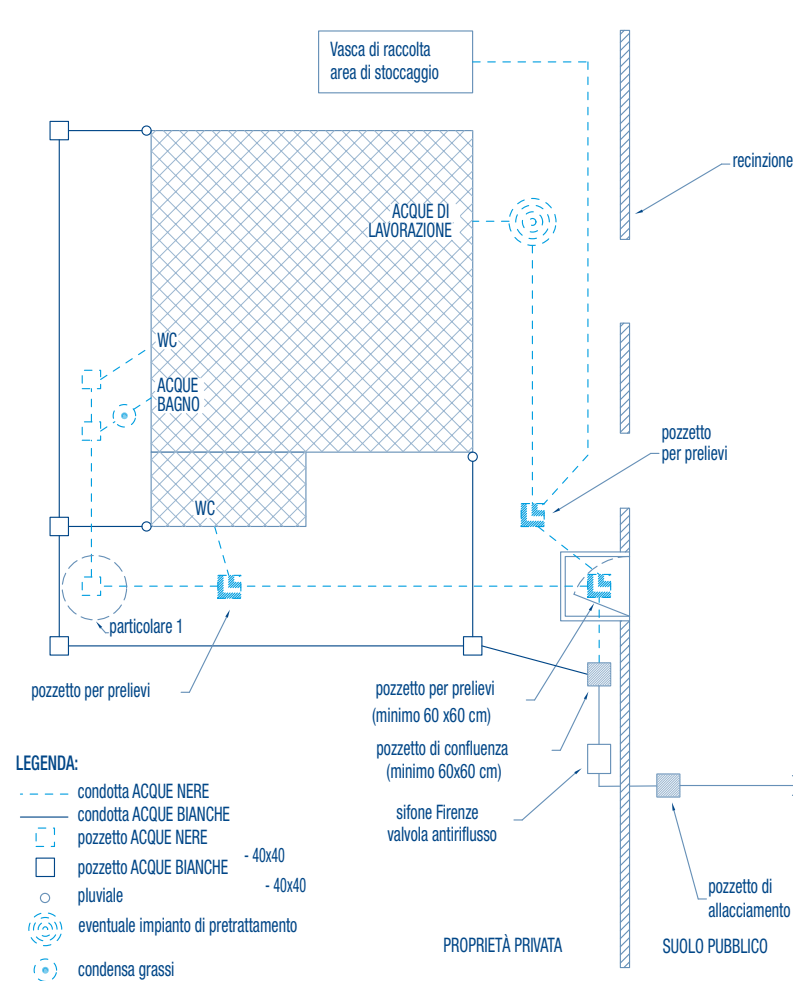 Vasca di raccolta
area di stoccaggio
recinzione
ACQUE DI
LAVORAZIONE
WC
ACQUE
BAGNO
pozzetto
per prelievi
WC
particolare 1
pozzetto per prelievi
pozzetto per prelievi
(minimo 60 x60 cm)
pozzetto di confluenza
(minimo 60x60 cm)
sifone Firenze
valvola antiriflusso
LEGENDA:
condotta ACQUE NERE
condotta ACQUE BIANCHE
pozzetto ACQUE NERE
- 40x40
pozzetto ACQUE BIANCHE
- 40x40
pluviale
eventuale impianto di pretrattamento
condensa grassi
pozzetto di
allacciamento
PROPRIETÀ PRIVATA
SUOLO PUBBLICO